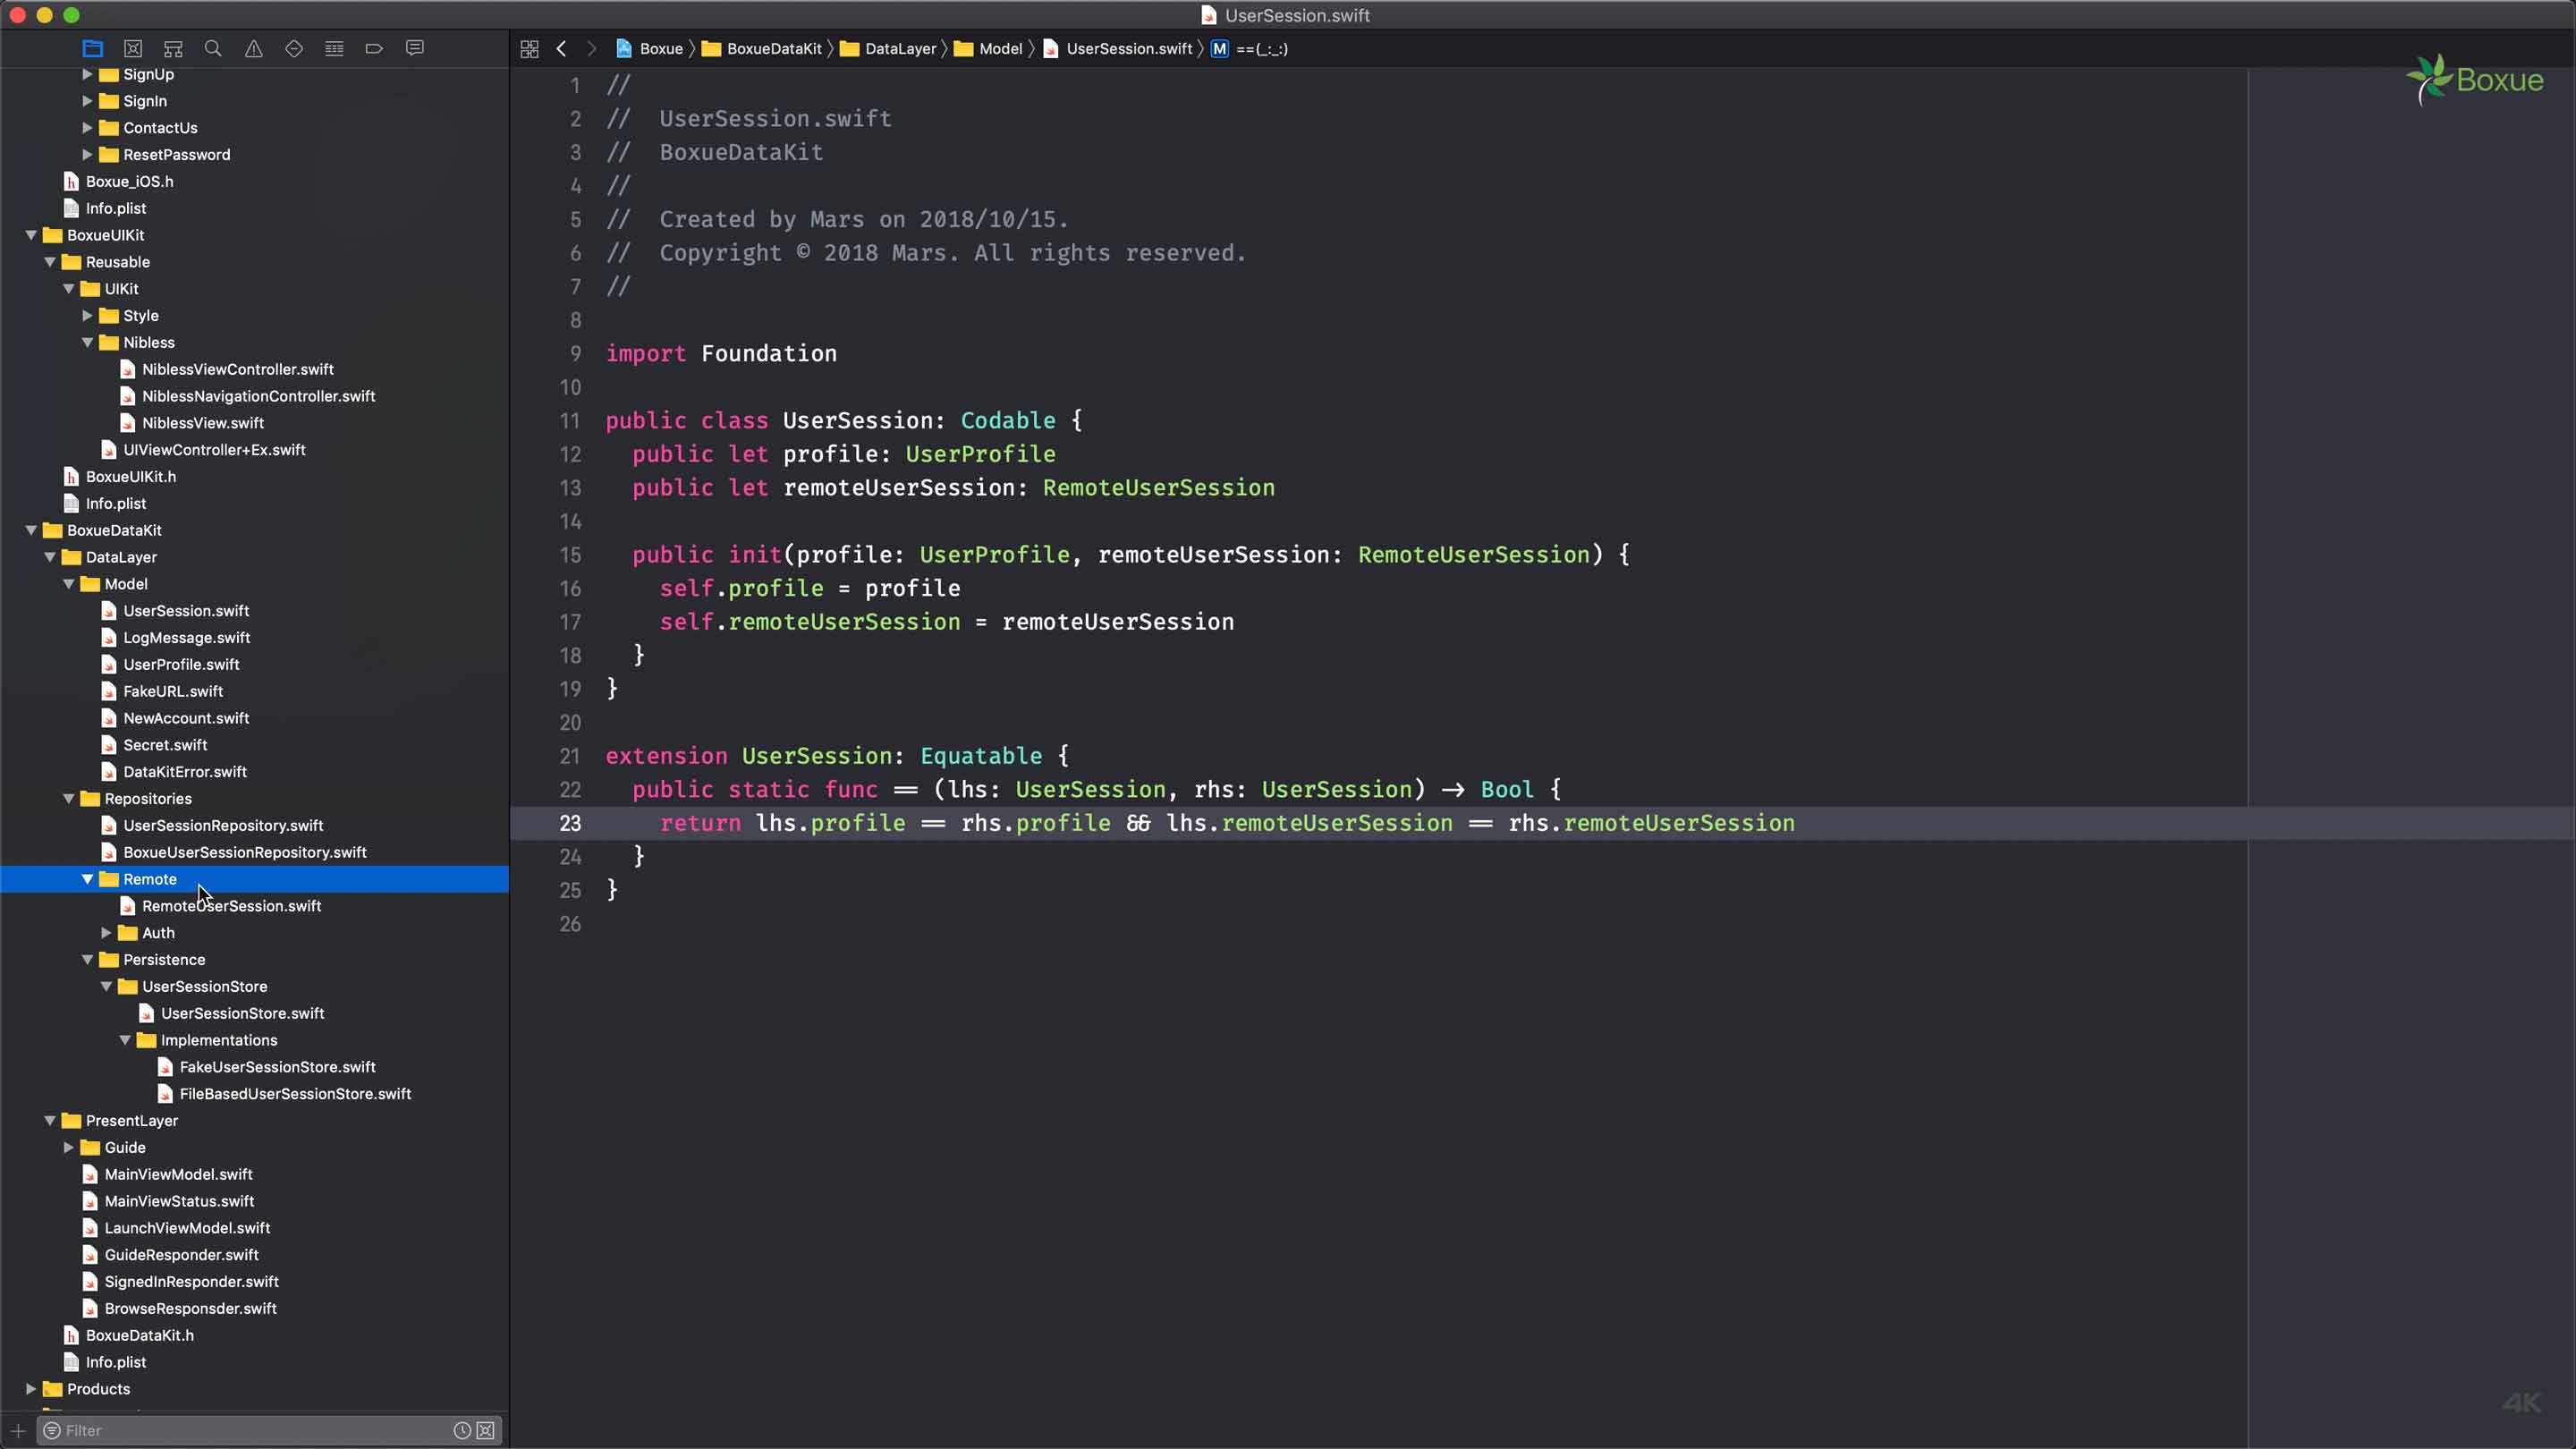 UserSession.swift
Boxue
BoxueDataKit
DataLayer
Model
UserSession.swift
M
==(_:_:)
Boxue
SignUp
SignIn
ContactUs
ResetPassword
h Boxue_iOS.h
Info.plist
BoxueUIKit
Reusable
UIKit
Style
Nibless
NiblessViewController.swift
NiblessNavigationController.swift
NiblessView.swift
UIViewController+Ex.swift
h BoxueUIKit.h
Info.plist
BoxueDataKit
DataLayer
Model
UserSession.swift
LogMessage.swift
UserProfile.swift
FakeURL.swift
NewAccount.swift
Secret.swift
DataKitError.swift
Repositories
UserSessionRepository.swift
BoxueUserSessionRepository.swift
Remote
RemoteUserSession.swift
Auth
Persistence
UserSessionStore
UserSessionStore.swift
Implementations
FakeUserSessionStore.swift
FileBasedUserSessionStore.swift
PresentLayer
Guide
MainViewModel.swift
MainViewStatus.swift
LaunchViewModel.swift
GuideResponder.swift
SignedInResponder.swift
BrowseResponsder.swift
h BoxueDataKit.h
Info.plist
Products
Filter
1 //
2 // UserSession.swift
3 // BoxueDataKit
4 //
5 // Created by Mars on 2018/10/15.
6 // Copyright © 2018 Mars. All rights reserved.
7 //
8
9 import Foundation
10
11 public class UserSession: Codable {
12 public let profile: UserProfile
13 public let remoteUserSession: RemoteUserSession
14
15 public init(profile: UserProfile, remoteUserSession: RemoteUserSession) {
16 self.profile = profile
17 self.remoteUserSession = remoteUserSession
18 }
19 }
20
21 extension UserSession: Equatable {
22 public static func == (lhs: UserSession, rhs: UserSession) -> Bool {
23 return lhs.profile == rhs.profile && lhs.remoteUserSession == rhs.remoteUserSession
24 }
25 }
26
4K